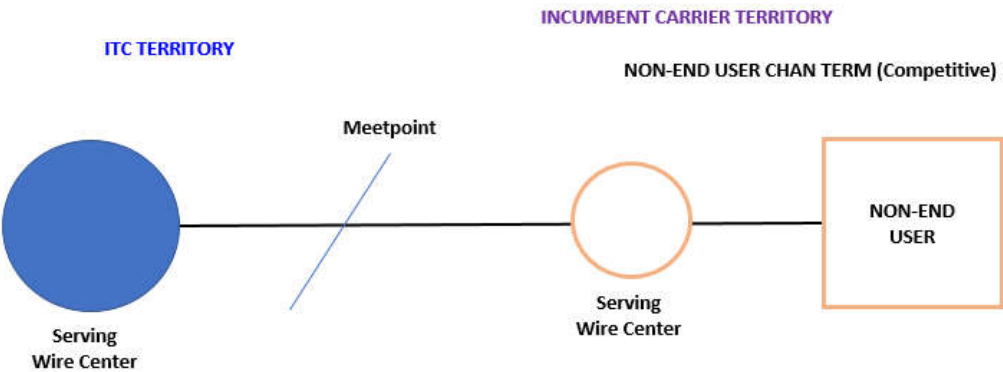 INCUMBENT CARRIER TERRITORY
ITC TERRITORY
NON-END USER CHAN TERM (Competitive)
Meetpoint
NON-END
USER
Serving
Wire Center
Serving
Wire Center